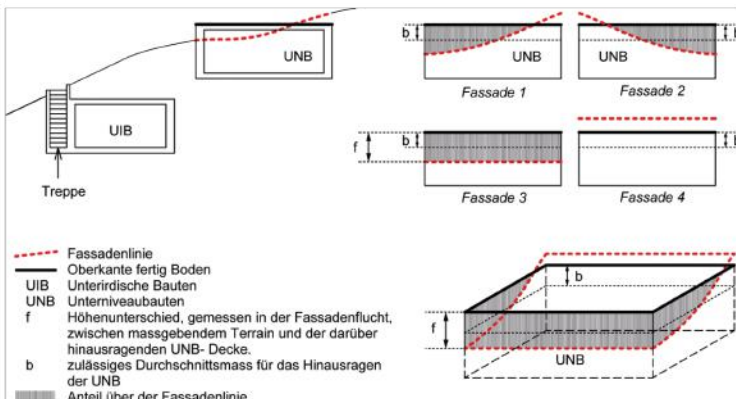 UNB
UIB
Treppe
b
UNB
Fassade 1
b
UNB
Fassade 2
f
b
Fassade 3
b
Fassade 4
Fassadenlinie
Oberkante fertig Boden
UIB Unterirdische Bauten
UNB Unterniveaubauten
f Höhenunterschied, gemessen in der Fassadenflucht,
zwischen massgebendem Terrain und der darüber
hinausragenden UNB- Decke.
b zulässiges Durchschnittsmass für das Hinausragen
der UNB
Anteil über der Fassadenlinie
b
f
UNB